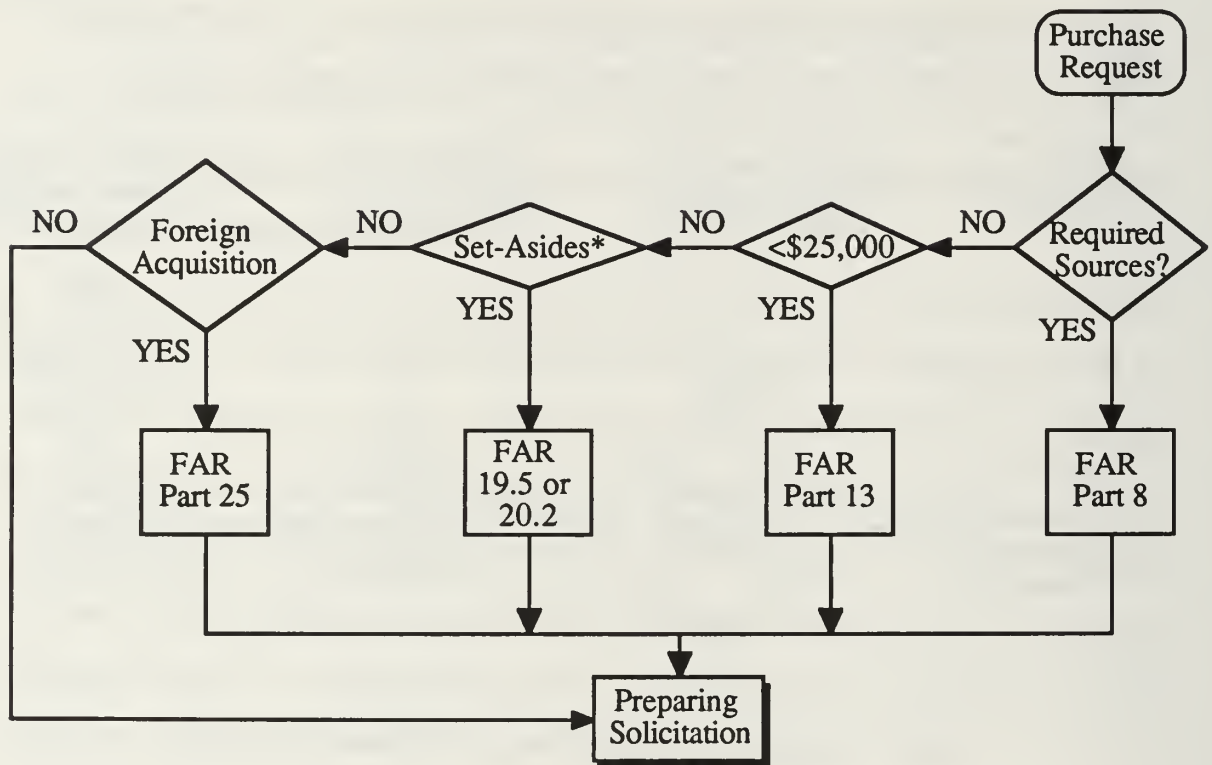 Purchase
Request
NO
Foreign
Acquisition
NO
Set-Asides*
NO
<$25,000
NO
Required
Sources?
YES
YES
YES
YES
FAR
Part 25
FAR
19.5 or
20.2
FAR
Part 13
FAR
Part 8
Preparing
Solicitation